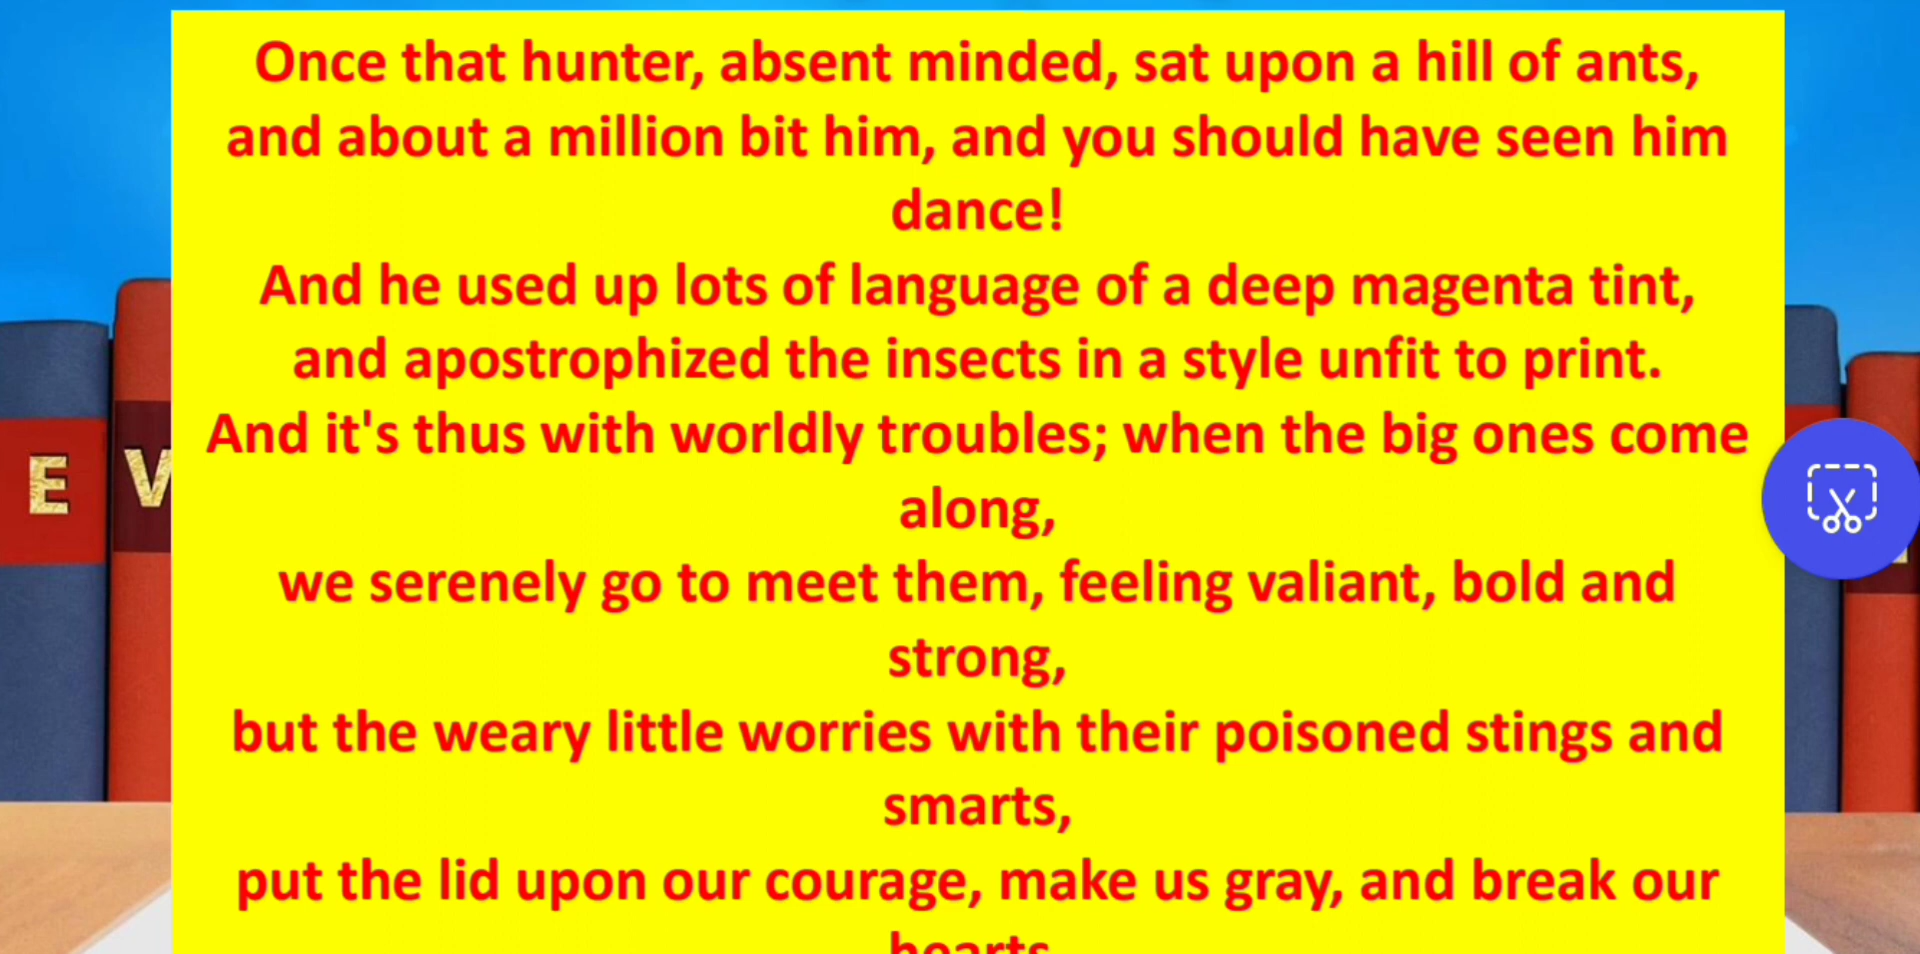 Once that hunter, absent minded, sat upon a hill of ants,
and about a million bit him, and you should have seen him
dance!
And he used up lots of language of a deep magenta tint,
and apostrophized the insects in a style unfit to print.
And it's thus with worldly troubles; when the big ones come
along,
we serenely go to meet them, feeling valiant, bold and
strong,
but the weary little worries with their poisoned stings and
smarts,
put the lid upon our courage, make us gray, and break our
hearts
E
V